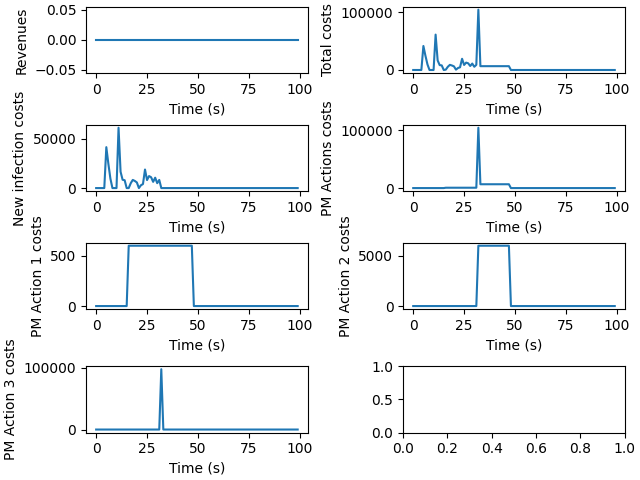 Revenues
0.05
0.00
−0.05
0 25 50 75 100
Time (s)
Total costs
100000
0
0 25 50 75 100
Time (s)
New infection costs
50000
0
0 25 50 75 100
Time (s)
PM Actions costs
100000
0
0 25 50 75 100
Time (s)
PM Action 1 costs
500
0
0 25 50 75 100
Time (s)
PM Action 2 costs
5000
0
0 25 50 75 100
Time (s)
PM Action 3 costs
100000
0
0 25 50 75 100
Time (s)
1.0
0.5
0.0
0.0 0.2 0.4 0.6 0.8 1.0